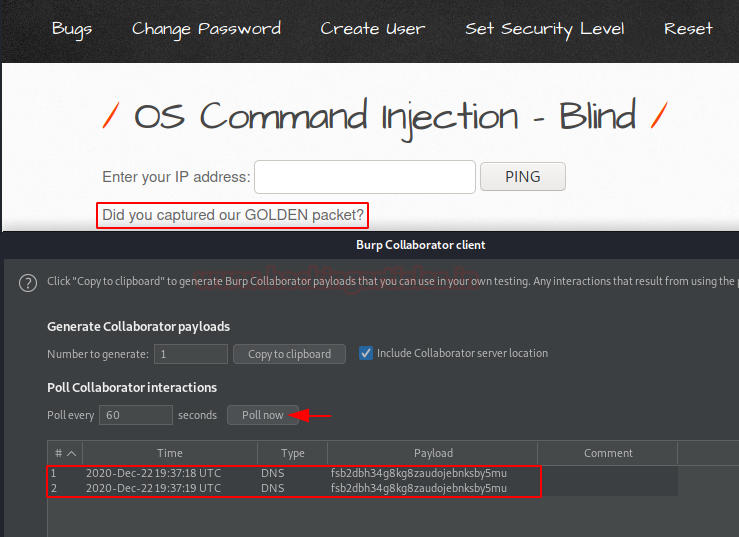 Bugs Change Password Create User Set Security Level Reset
/ OS Command Injection - Blind /
Enter your IP address: PING
Did you captured our GOLDEN packet?
Burp Collaborator client
? Click "Copy to clipboard" to generate Burp Collaborator payloads that you can use in your own testing. Any interactions that result from using the p
Generate Collaborator payloads
Number to generate: 1 Copy to clipboard Include Collaborator server location
Poll Collaborator interactions
Poll every 60 seconds Poll now
# Time Type Payload Comment
1 2020-Dec-22 19:37:18 UTC DNS fsb2dbh34g8kg8zaudojebnksby5mu
2 2020-Dec-22 19:37:19 UTC DNS fsb2dbh34g8kg8zaudojebnksby5mu